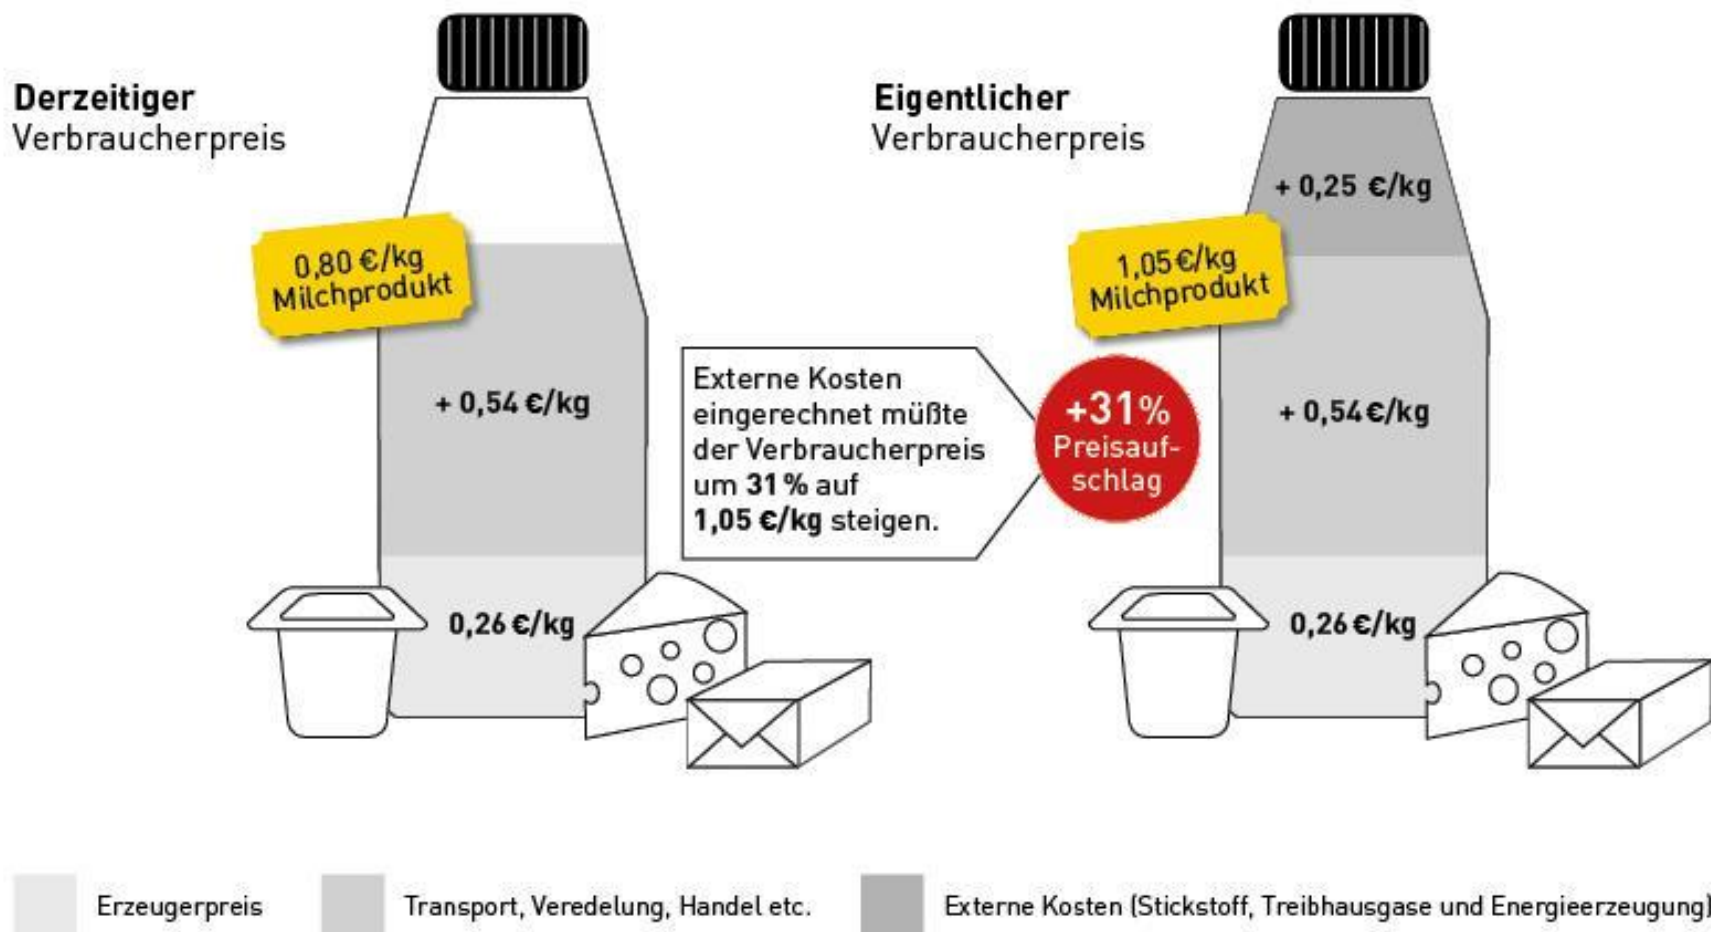 Derzeitiger
Verbraucherpreis
0,80 €/kg
Milchprodukt
+ 0,54 €/kg
0,26 €/kg
Externe Kosten
eingerechnet müßte
der Verbraucherpreis
um 31 % auf
1,05 €/kg steigen.
+31%
Preisauf-
schlag
Eigentlicher
Verbraucherpreis
+ 0,25 €/kg
1,05 €/kg
Milchprodukt
+ 0,54 €/kg
0,26 €/kg
Erzeugerpreis
Transport, Veredelung, Handel etc.
Externe Kosten (Stickstoff, Treibhausgase und Energieerzeugung)